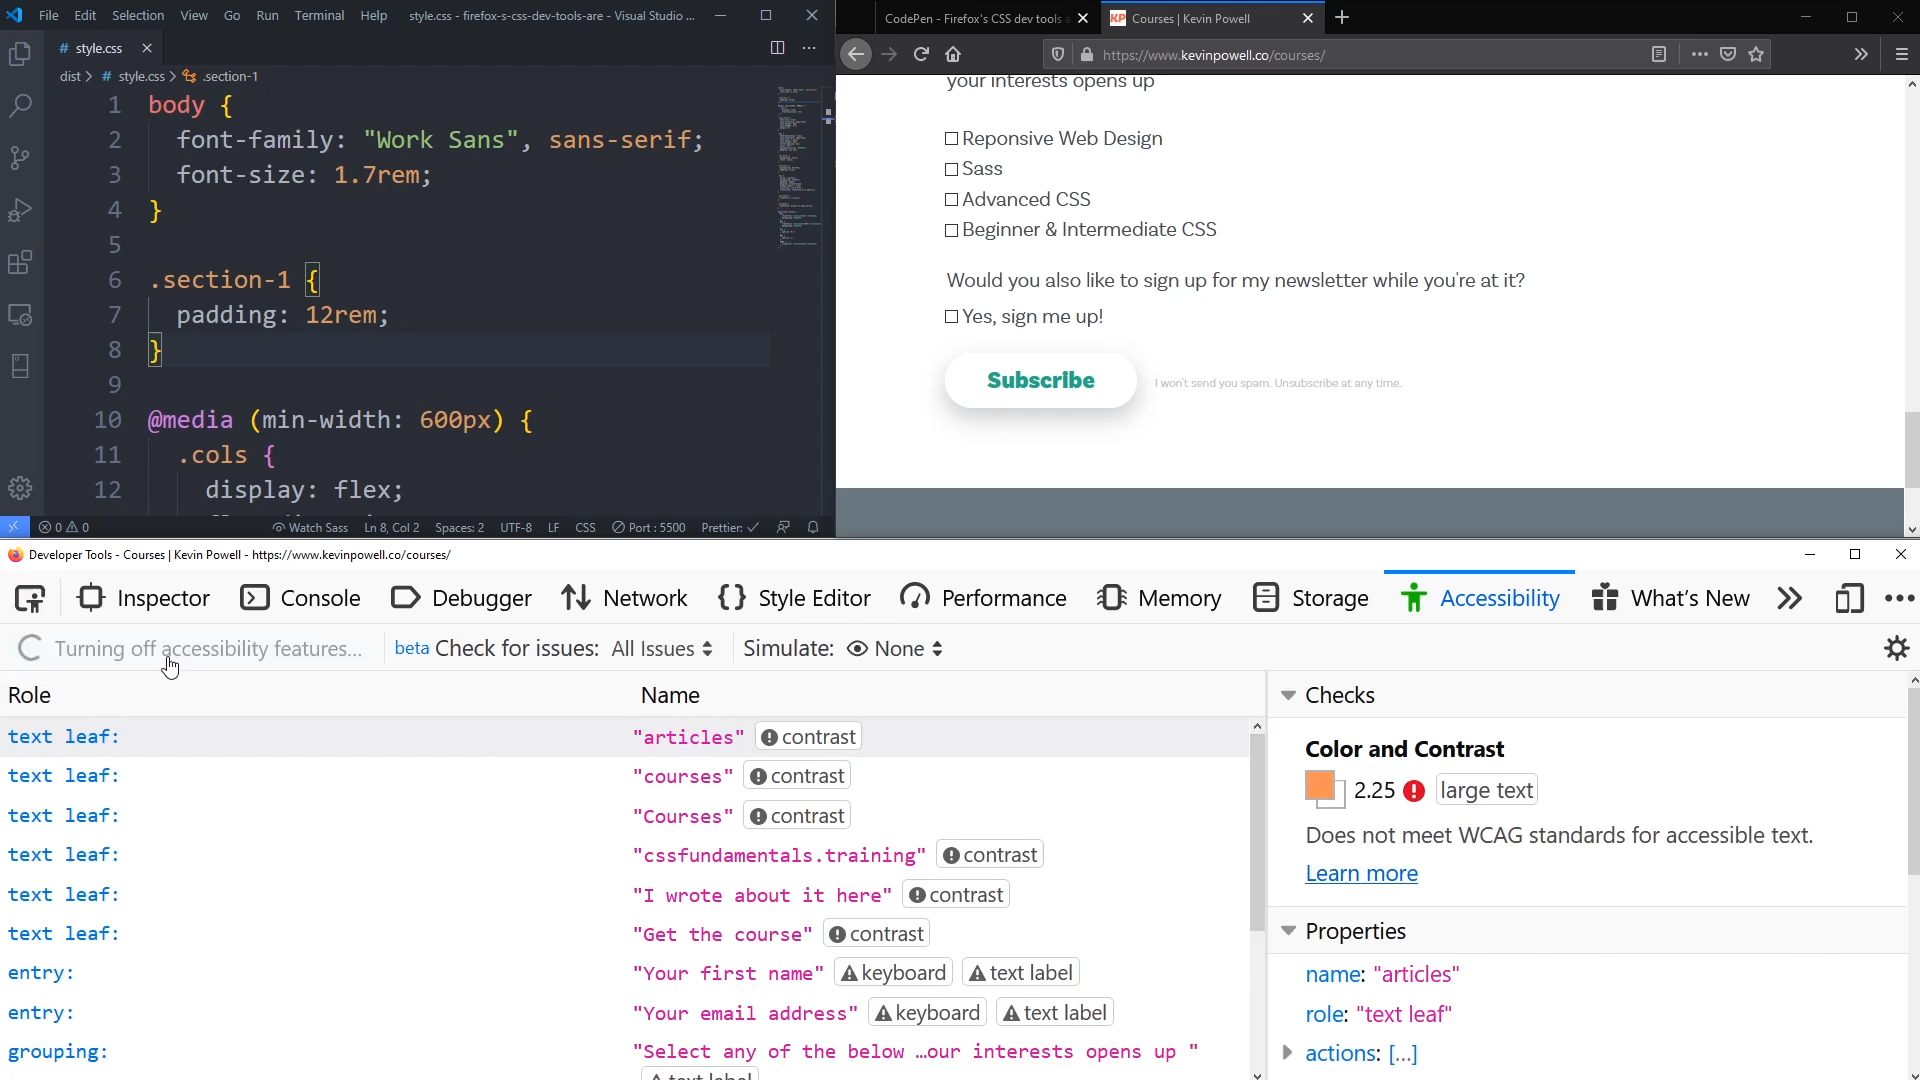 File Edit Selection View Go Run Terminal Help style.css - firefox-s-css-dev-tools-are - Visual Studio ...
# style.css
dist > # style.css > .section-1
1 body {
2 font-family: "Work Sans", sans-serif;
3 font-size: 1.7rem;
4 }
5
6 .section-1 {
7 padding: 12rem;
8 }
9
10 @media (min-width: 600px) {
11 .cols {
12 display: flex;
0 0 Watch Sass Ln 8, Col 2 Spaces: 2 UTF-8 LF CSS Port : 5500 Prettier: ✓
CodePen - Firefox's CSS dev tools
KP Courses | Kevin Powell
https://www.kevinpowell.co/courses/
your interests opens up
Reponsive Web Design
Sass
Advanced CSS
Beginner & Intermediate CSS
Would you also like to sign up for my newsletter while you're at it?
Yes, sign me up!
Subscribe I won't send you spam. Unsubscribe at any time.
Developer Tools - Courses | Kevin Powell - https://www.kevinpowell.co/courses/
Inspector Console Debugger Network Style Editor Performance Memory Storage Accessibility What's New
Turning off accessibility features... beta Check for issues: All Issues Simulate: None
Role Name
text leaf: "articles" contrast
text leaf: "courses" contrast
text leaf: "Courses" contrast
text leaf: "cssfundamentals.training" contrast
text leaf: "I wrote about it here" contrast
text leaf: "Get the course" contrast
entry: "Your first name" keyboard text label
entry: "Your email address" keyboard text label
grouping: "Select any of the below …our interests opens up "
text label
Checks
Color and Contrast
2.25 large text
Does not meet WCAG standards for accessible text.
Learn more
Properties
name: "articles"
role: "text leaf"
actions: […]